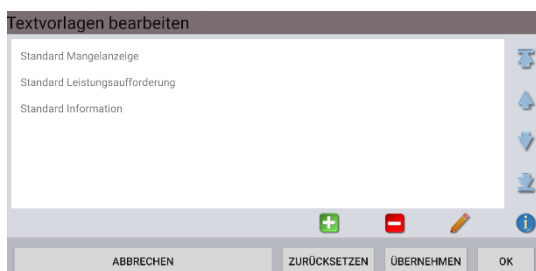 Textvorlagen bearbeiten
Standard Mangelanzeige
Standard Leistungsaufforderung
Standard Information
ABBRECHEN
ZURÜCKSETZEN
ÜBERNEHMEN
OK